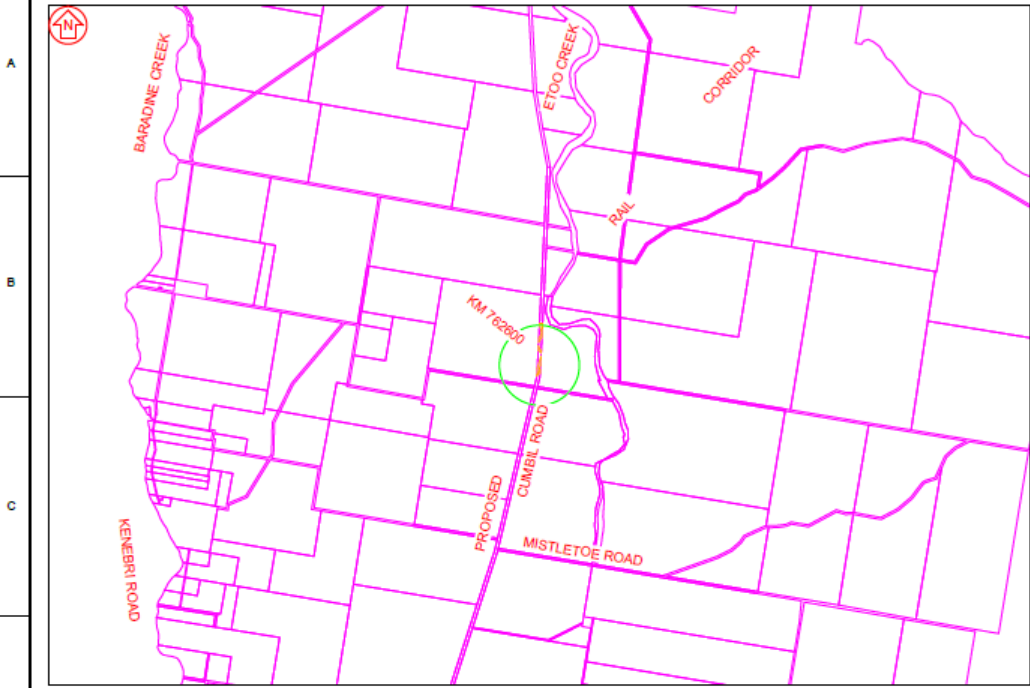 N
A
BARADINE CREEK
ETOO CREEK
CORRIDOR
RAIL
B
KM 762600
CUMBIL ROAD
PROPOSED
C
MISTLETOE ROAD
KENEBRI ROAD